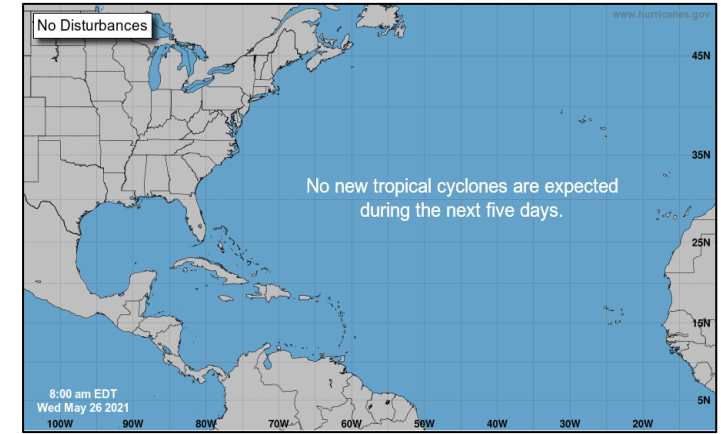 No Disturbances
www.hurricanes.gov
45N
35N
No new tropical cyclones are expected
during the next five days.
25N
15N
8:00 am EDT
Wed May 26 2021
5N
100W 90W 80W 70W 60W 50W 40W 30W 20W